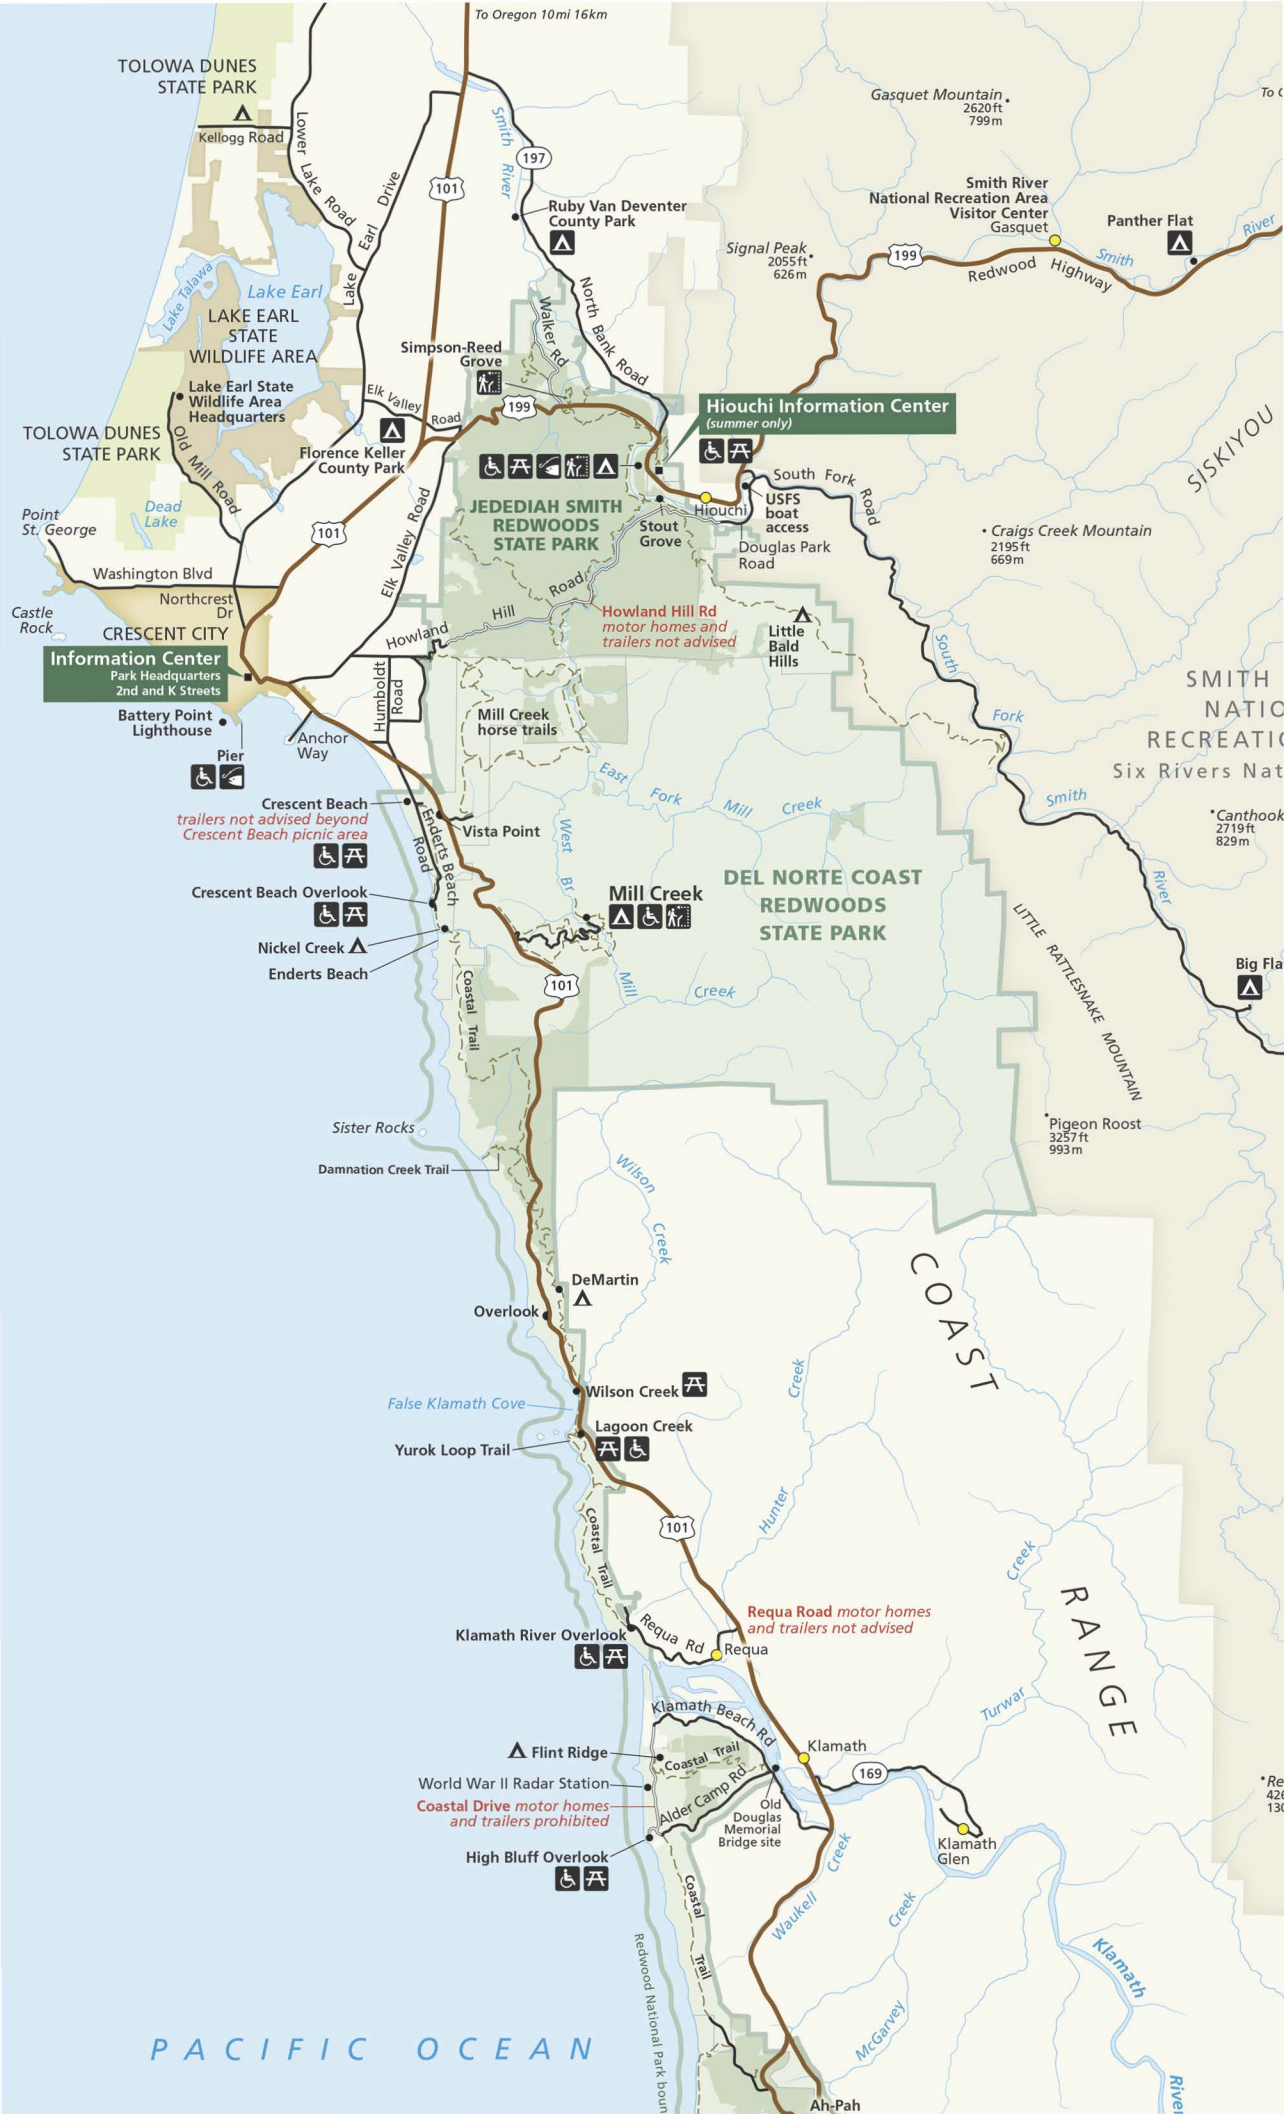 To Oregon 10mi 16km
TOLOWA DUNES
STATE PARK
Kellogg Road
Lower Lake Road
Lake Earl Drive
101
Smith River
197
Ruby Van Deventer
County Park
Gasquet Mountain
2620ft
799m
Smith River
National Recreation Area
Visitor Center
Gasquet
Panther Flat
Signal Peak
2055ft
626m
199
Redwood Highway
Smith River
Lake Talawa
Lake Earl
LAKE EARL
STATE
WILDLIFE AREA
Lake Earl State
Wildlife Area
Headquarters
Walker Rd
North Bank Road
Simpson-Reed
Grove
Elk Valley Road
199
Hiouchi Information Center
(summer only)
TOLOWA DUNES
STATE PARK
Old Mill Road
Florence Keller
County Park
SISKIYOU
South Fork Road
JEDEDIAH SMITH
REDWOODS
STATE PARK
Hiouchi
USFS
boat
access
Stout
Grove
Douglas Park
Road
Point
St. George
Dead
Lake
101
Elk Valley Road
Craigs Creek Mountain
2195ft
669m
Washington Blvd
Northcrest
Dr
Castle
Rock
CRESCENT CITY
Information Center
Park Headquarters
2nd and K Streets
Howland Hill Road
Howland Hill Rd
motor homes and
trailers not advised
Little
Bald
Hills
South Fork Smith River
SMITH
NATIO
RECREATIO
Six Rivers Nat
Humboldt
Road
Battery Point
Lighthouse
Pier
Anchor
Way
Mill Creek
horse trails
East Fork Mill Creek
Crescent Beach
trailers not advised beyond
Crescent Beach picnic area
Enderts Beach
Road
Vista Point
West Br
Canthook
2719ft
829m
Crescent Beach Overlook
Mill Creek
DEL NORTE COAST
REDWOODS
STATE PARK
LITTLE RATTLESNAKE MOUNTAIN
Nickel Creek
Enderts Beach
Coastal Trail
101
Mill Creek
Big Fla
Sister Rocks
Damnation Creek Trail
Pigeon Roost
3257ft
993m
Wilson Creek
COAST
DeMartin
Overlook
Wilson Creek
False Klamath Cove
Lagoon Creek
Yurok Loop Trail
Hunter Creek
101
Coastal Trail
RANGE
Requa Road motor homes
and trailers not advised
Klamath River Overlook
Requa Rd
Requa
Turwar Creek
Klamath Beach Rd
Klamath
169
Flint Ridge
Coastal Trail
World War II Radar Station
Coastal Drive motor homes
and trailers prohibited
Alder Camp Rd
Old
Douglas
Memorial
Bridge site
Klamath
Glen
High Bluff Overlook
Coastal Trail
Waukell Creek
McGarvey Creek
Klamath River
Redwood National Park boun
PACIFIC OCEAN
Ah-Pah